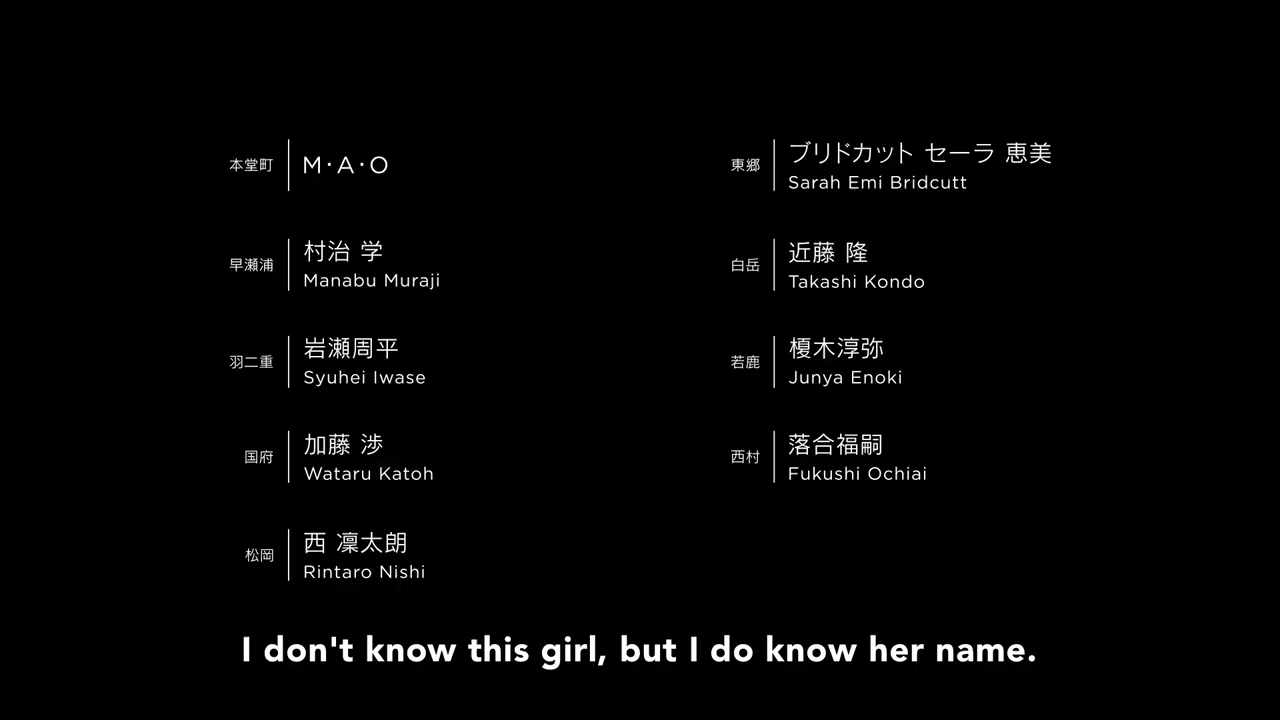 本堂町
M・A・O
早瀬浦
村治 学
Manabu Muraji
羽二重
岩瀬周平
Syuhei Iwase
国府
加藤 渉
Wataru Katoh
松岡
西 凜太朗
Rintaro Nishi
東郷
ブリドカット セーラ 恵美
Sarah Emi Bridcutt
白岳
近藤 隆
Takashi Kondo
若鹿
榎木淳弥
Junya Enoki
西村
落合福嗣
Fukushi Ochiai
I don't know this girl, but I do know her name.